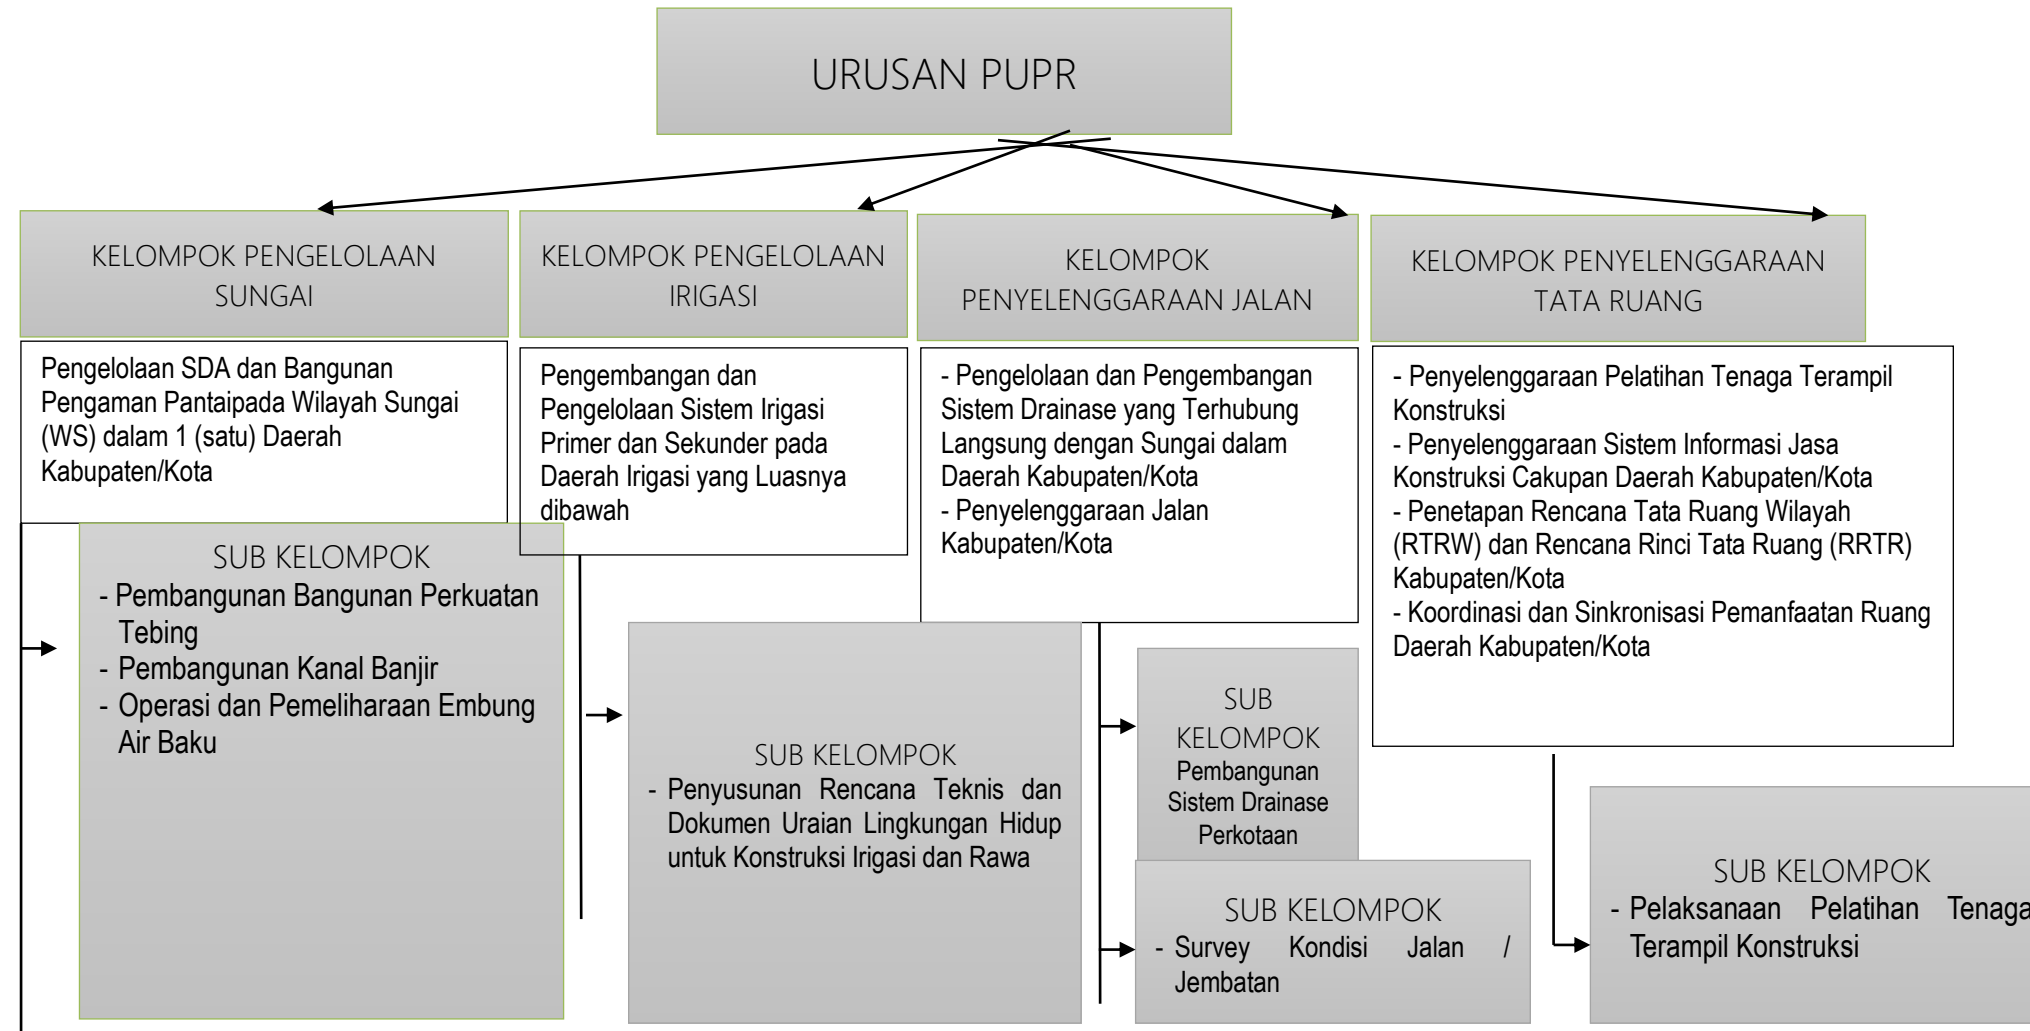 URUSAN PUPR
KELOMPOK PENGELOLAAN
SUNGAI
KELOMPOK PENGELOLAAN
IRIGASI
KELOMPOK
PENYELENGGARAAN JALAN
KELOMPOK PENYELENGGARAAN
TATA RUANG
Pengelolaan SDA dan Bangunan
Pengaman Pantaipada Wilayah Sungai
(WS) dalam 1 (satu) Daerah
Kabupaten/Kota
Pengembangan dan
Pengelolaan Sistem Irigasi
Primer dan Sekunder pada
Daerah Irigasi yang Luasnya
dibawah
- Pengelolaan dan Pengembangan
Sistem Drainase yang Terhubung
Langsung dengan Sungai dalam
Daerah Kabupaten/Kota
- Penyelenggaraan Jalan
Kabupaten/Kota
- Penyelenggaraan Pelatihan Tenaga Terampil
Konstruksi
- Penyelenggaraan Sistem Informasi Jasa
Konstruksi Cakupan Daerah Kabupaten/Kota
- Penetapan Rencana Tata Ruang Wilayah
(RTRW) dan Rencana Rinci Tata Ruang (RRTR)
Kabupaten/Kota
- Koordinasi dan Sinkronisasi Pemanfaatan Ruang
Daerah Kabupaten/Kota
SUB KELOMPOK
- Pembangunan Bangunan Perkuatan
Tebing
- Pembangunan Kanal Banjir
- Operasi dan Pemeliharaan Embung
Air Baku
SUB KELOMPOK
- Penyusunan Rencana Teknis dan
Dokumen Uraian Lingkungan Hidup
untuk Konstruksi Irigasi dan Rawa
SUB
KELOMPOK
Pembangunan
Sistem Drainase
Perkotaan
SUB KELOMPOK
- Survey Kondisi Jalan /
Jembatan
SUB KELOMPOK
- Pelaksanaan Pelatihan Tenaga
Terampil Konstruksi